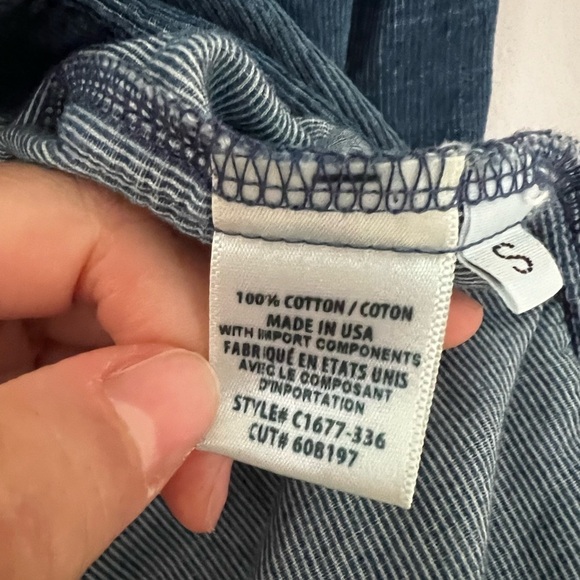 100% COTTON / COTON
MADE IN USA
WITH IMPORT COMPONENTS
FABRIQUÉ EN ETATS UNIS
AVEC LE COMPOSANT
D'IMPORTATION
STYLE# C1677-336
CUT# 608197
S